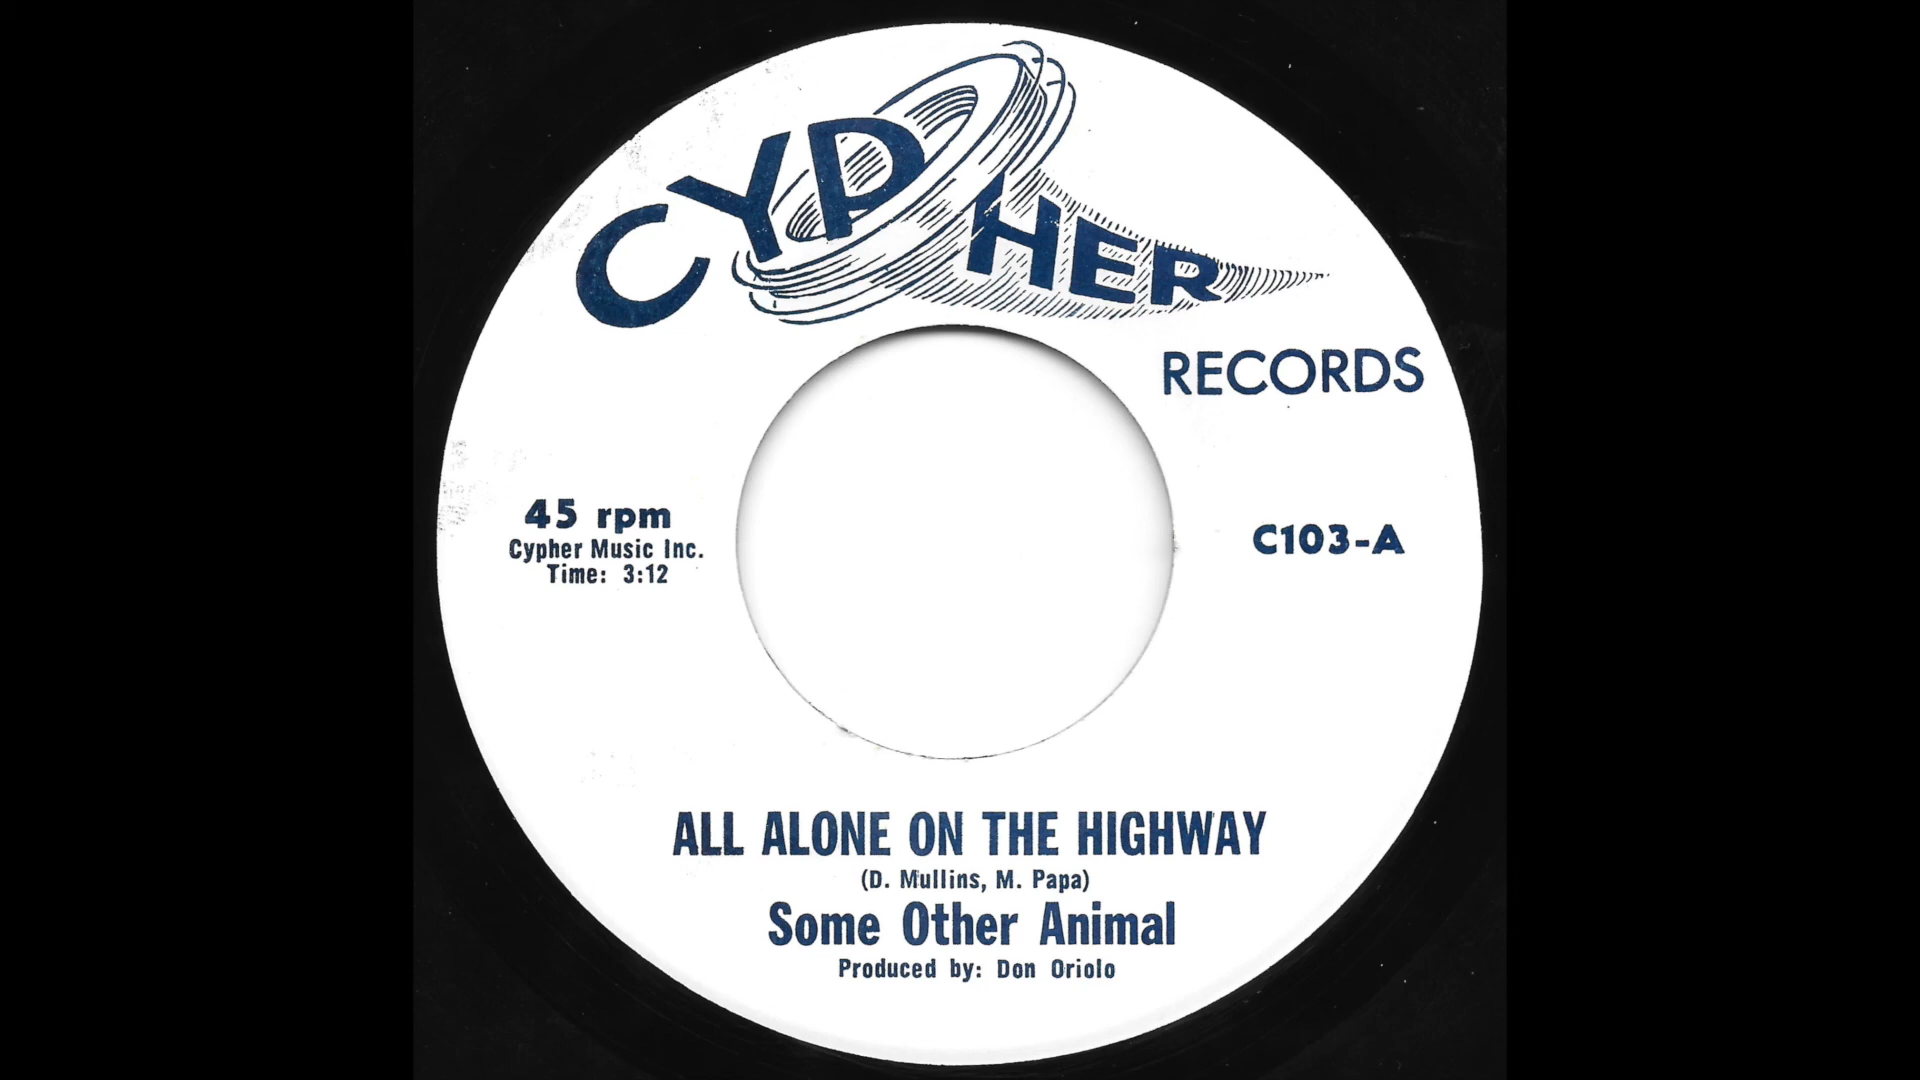 CYPHER
RECORDS
45 rpm
Cypher Music Inc.
Time: 3:12
C103-A
ALL ALONE ON THE HIGHWAY
(D. Mullins, M. Papa)
Some Other Animal
Produced by: Don Oriolo